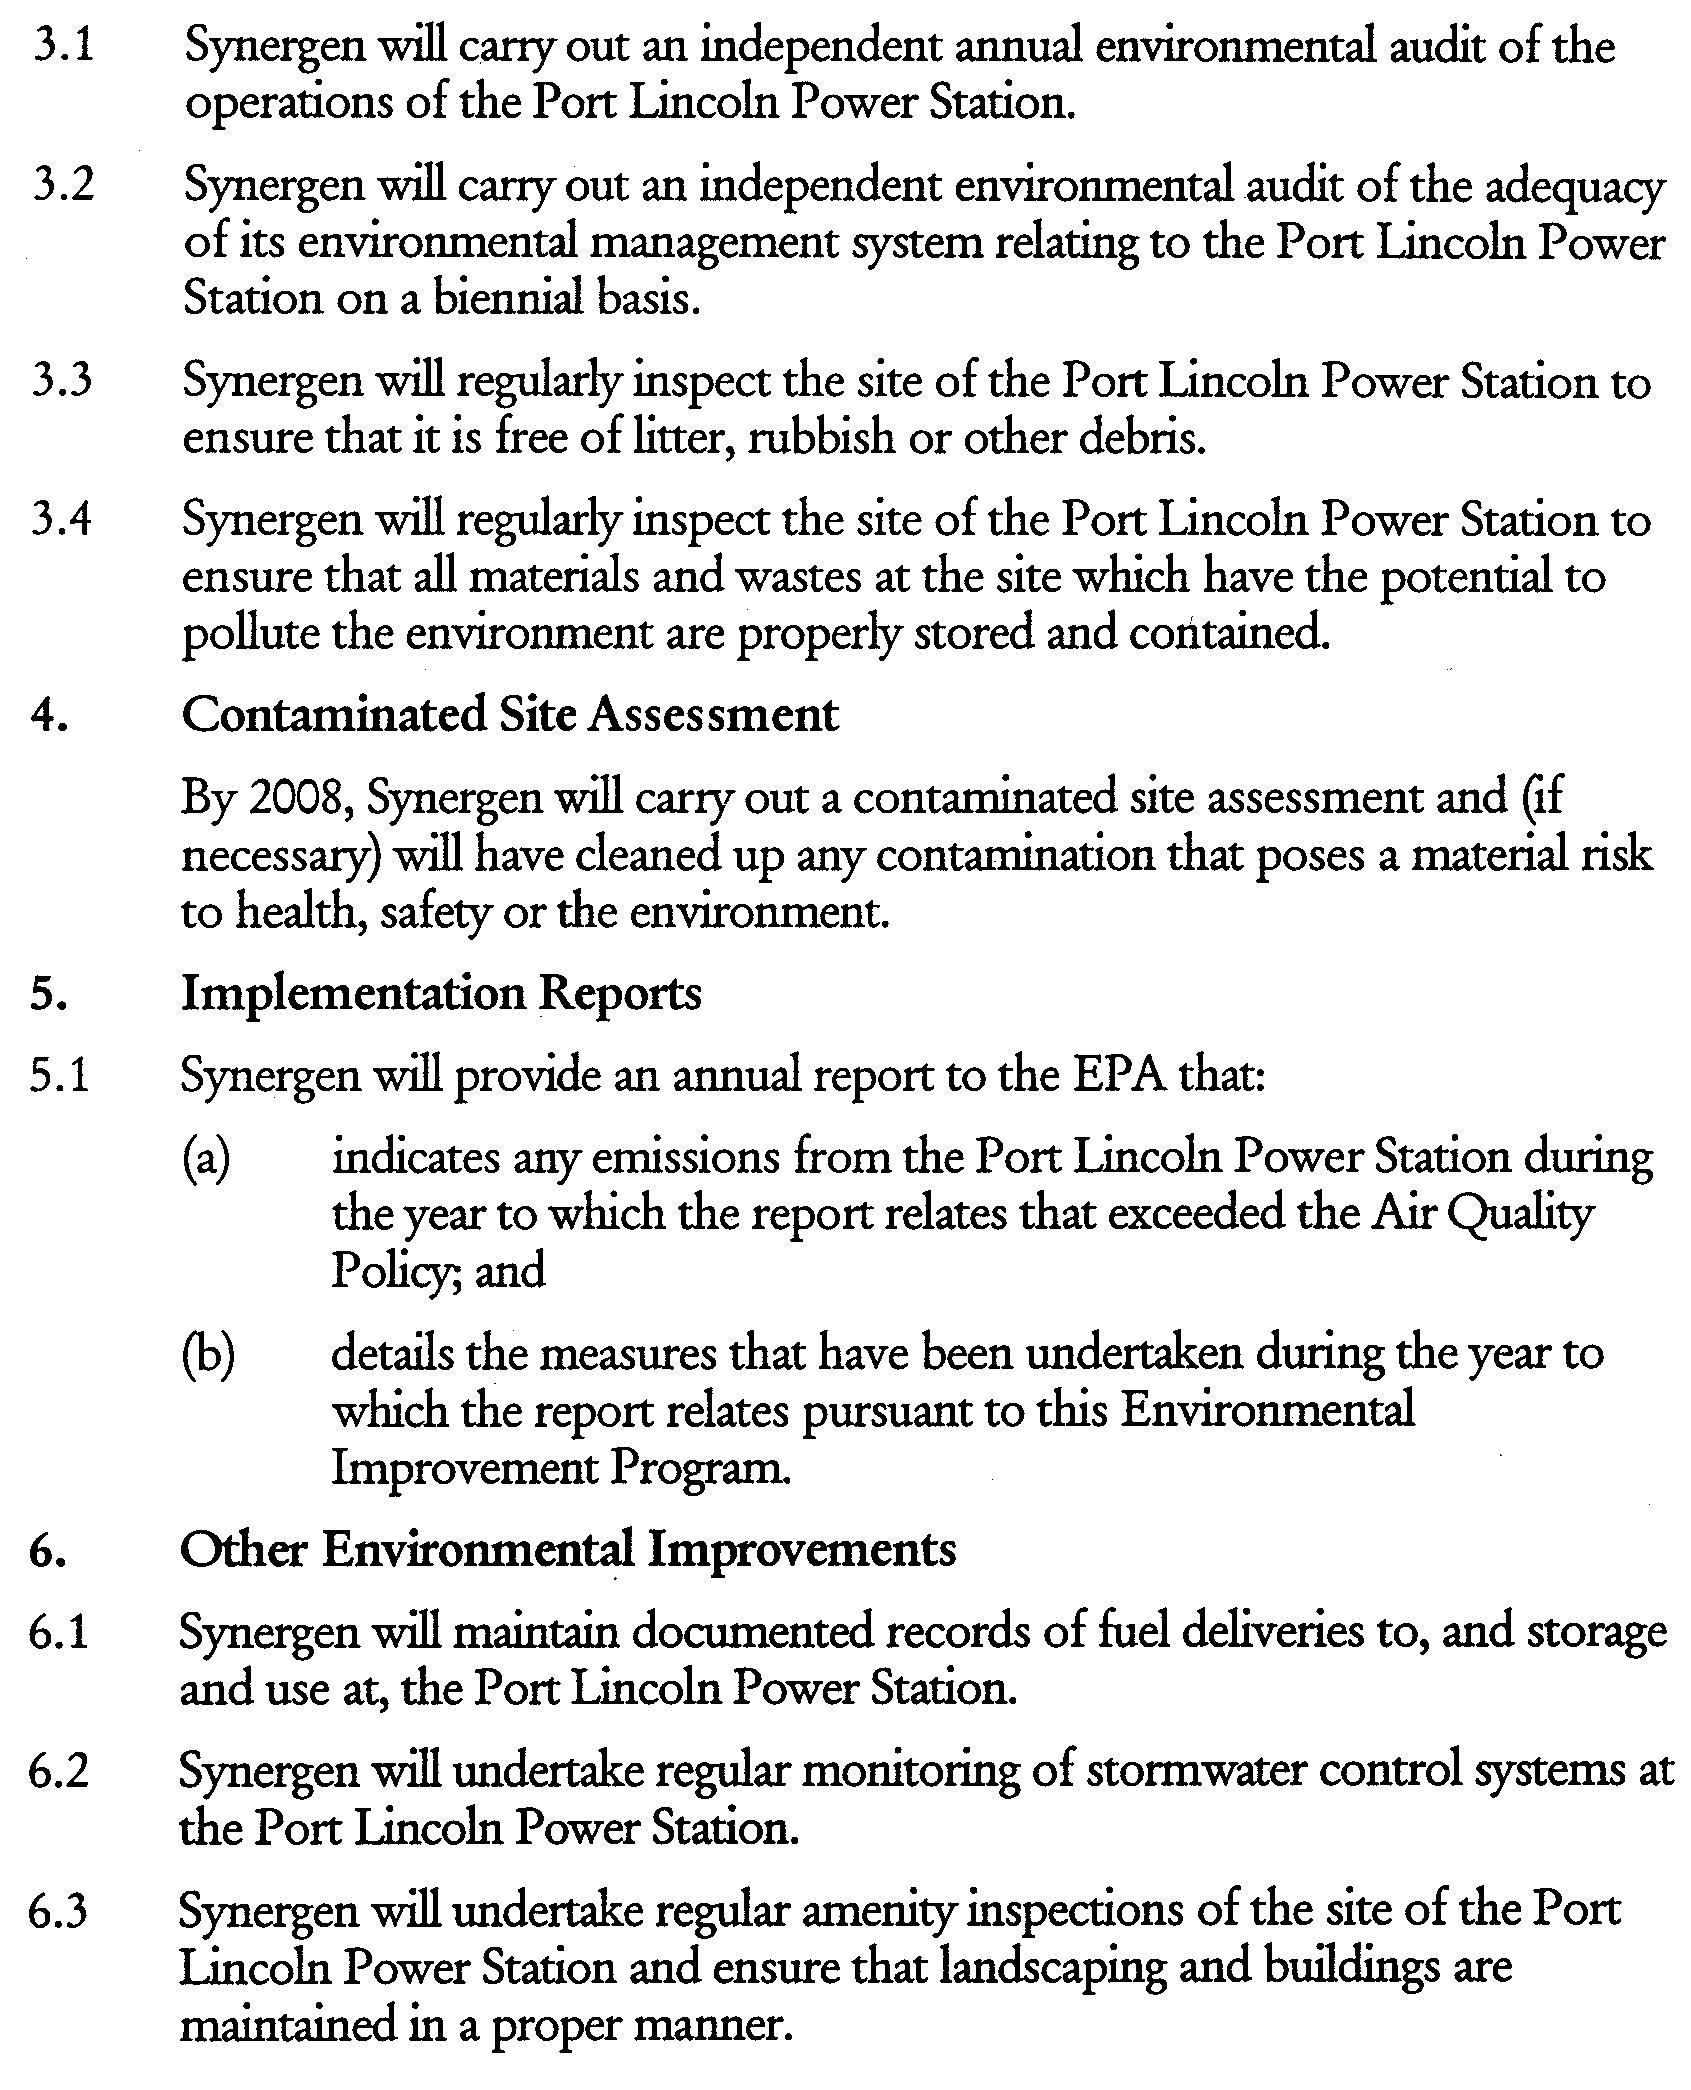 3.1 Synergen will carry out an independent annual environmental audit of the
operations of the Port Lincoln Power Station.
3.2 Synergen will carry out an independent environmental audit of the adequacy
of its environmental management system relating to the Port Lincoln Power
Station on a biennial basis.
3.3 Synergen will regularly inspect the site of the Port Lincoln Power Station to
ensure that it is free of litter, rubbish or other debris.
3.4 Synergen will regularly inspect the site of the Port Lincoln Power Station to
ensure that all materials and wastes at the site which have the potential to
pollute the environment are properly stored and contained.
4. Contaminated Site Assessment
By 2008, Synergen will carry out a contaminated site assessment and (if
necessary) will have cleaned up any contamination that poses a material risk
to health, safety or the environment.
5. Implementation Reports
5.1 Synergen will provide an annual report to the EPA that:
(a) indicates any emissions from the Port Lincoln Power Station during
the year to which the report relates that exceeded the Air Quality
Policy; and
(b) details the measures that have been undertaken during the year to
which the report relates pursuant to this Environmental
Improvement Program.
6. Other Environmental Improvements
6.1 Synergen will maintain documented records of fuel deliveries to, and storage
and use at, the Port Lincoln Power Station.
6.2 Synergen will undertake regular monitoring of stormwater control systems at
the Port Lincoln Power Station.
6.3 Synergen will undertake regular amenity inspections of the site of the Port
Lincoln Power Station and ensure that landscaping and buildings are
maintained in a proper manner.